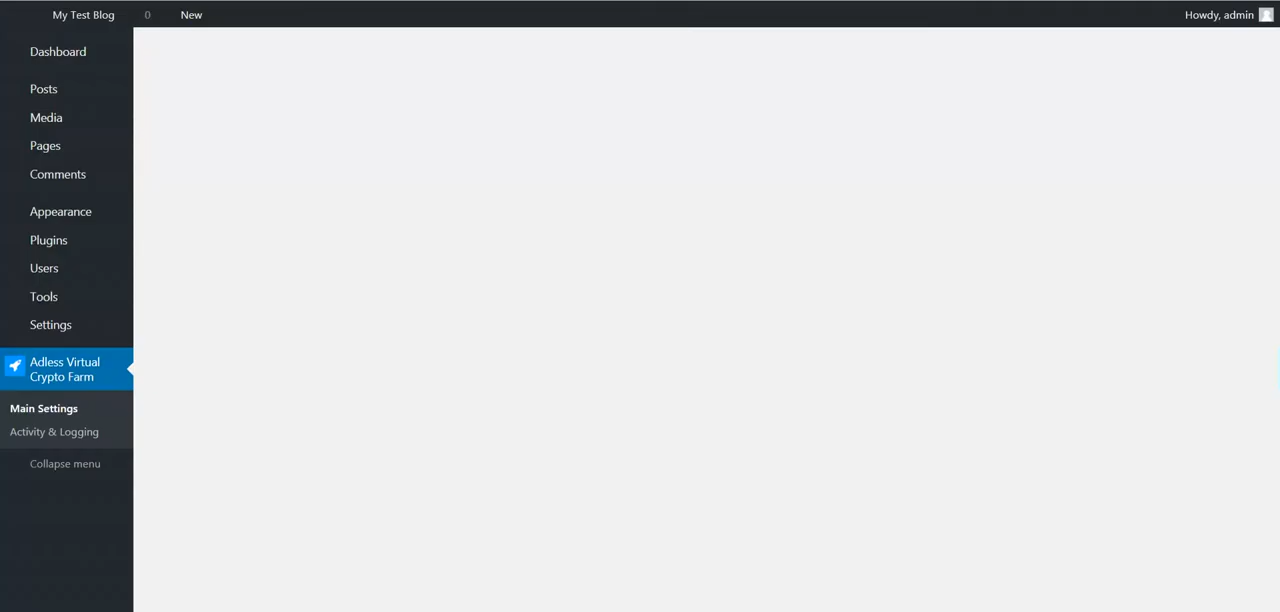 My Test Blog 0 New Howdy, admin
Dashboard
Posts
Media
Pages
Comments
Appearance
Plugins
Users
Tools
Settings
Adless Virtual
Crypto Farm
Main Settings
Activity & Logging
Collapse menu